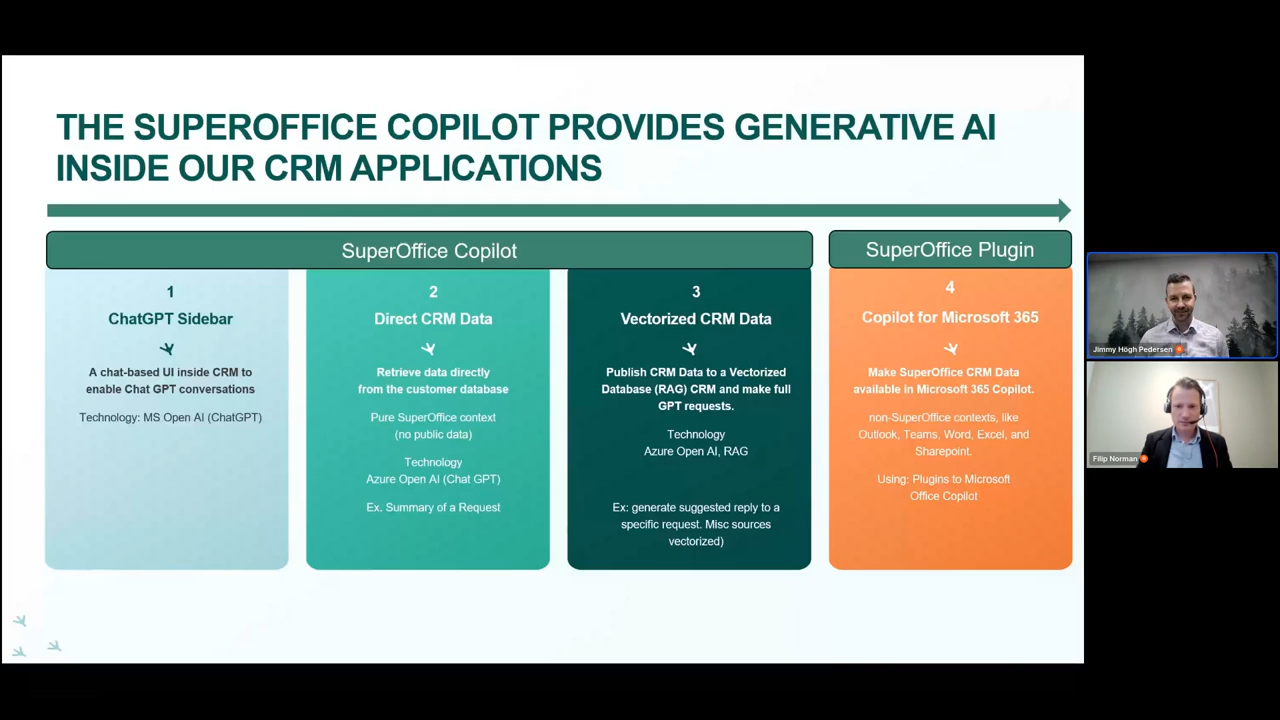 THE SUPEROFFICE COPILOT PROVIDES GENERATIVE AI
INSIDE OUR CRM APPLICATIONS
SuperOffice Copilot
1
ChatGPT Sidebar
A chat-based UI inside CRM to
enable Chat GPT conversations
Technology: MS Open AI (ChatGPT)
2
Direct CRM Data
Retrieve data directly
from the customer database
Pure SuperOffice context
(no public data)
Technology
Azure Open AI (Chat GPT)
Ex. Summary of a Request
3
Vectorized CRM Data
Publish CRM Data to a Vectorized
Database (RAG) CRM and make full
GPT requests.
Technology
Azure Open AI, RAG
Ex: generate suggested reply to a
specific request. Misc sources
vectorized)
SuperOffice Plugin
4
Copilot for Microsoft 365
Make SuperOffice CRM Data
available in Microsoft 365 Copilot.
non-SuperOffice contexts, like
Outlook, Teams, Word, Excel, and
Sharepoint.
Using: Plugins to Microsoft
Office Copilot
Jimmy Högh Pedersen
Filip Norman